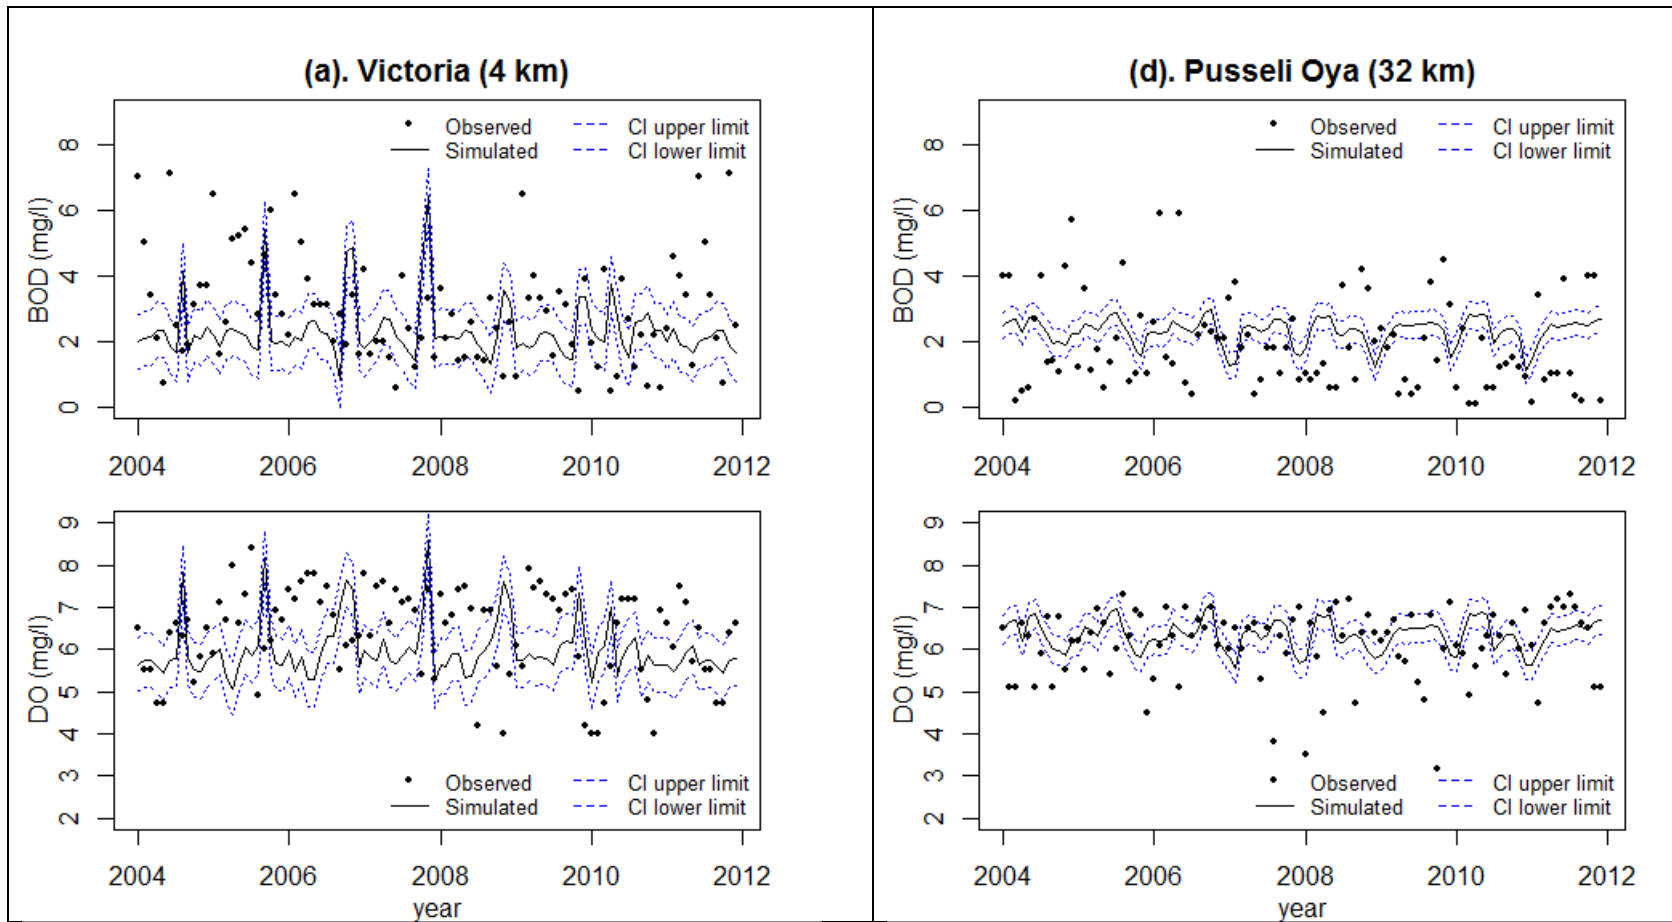 (a). Victoria (4 km)
Observed
CI upper limit
Simulated
CI lower limit
BOD (mg/l)
8
6
4
2
0
2004 2006 2008 2010 2012
DO (mg/l)
9
8
7
6
5
4
3
2
Observed
CI upper limit
Simulated
CI lower limit
2004 2006 2008 2010 2012
year
(d). Pusseli Oya (32 km)
Observed
CI upper limit
Simulated
CI lower limit
BOD (mg/l)
8
6
4
2
0
2004 2006 2008 2010 2012
DO (mg/l)
9
8
7
6
5
4
3
2
Observed
CI upper limit
Simulated
CI lower limit
2004 2006 2008 2010 2012
year